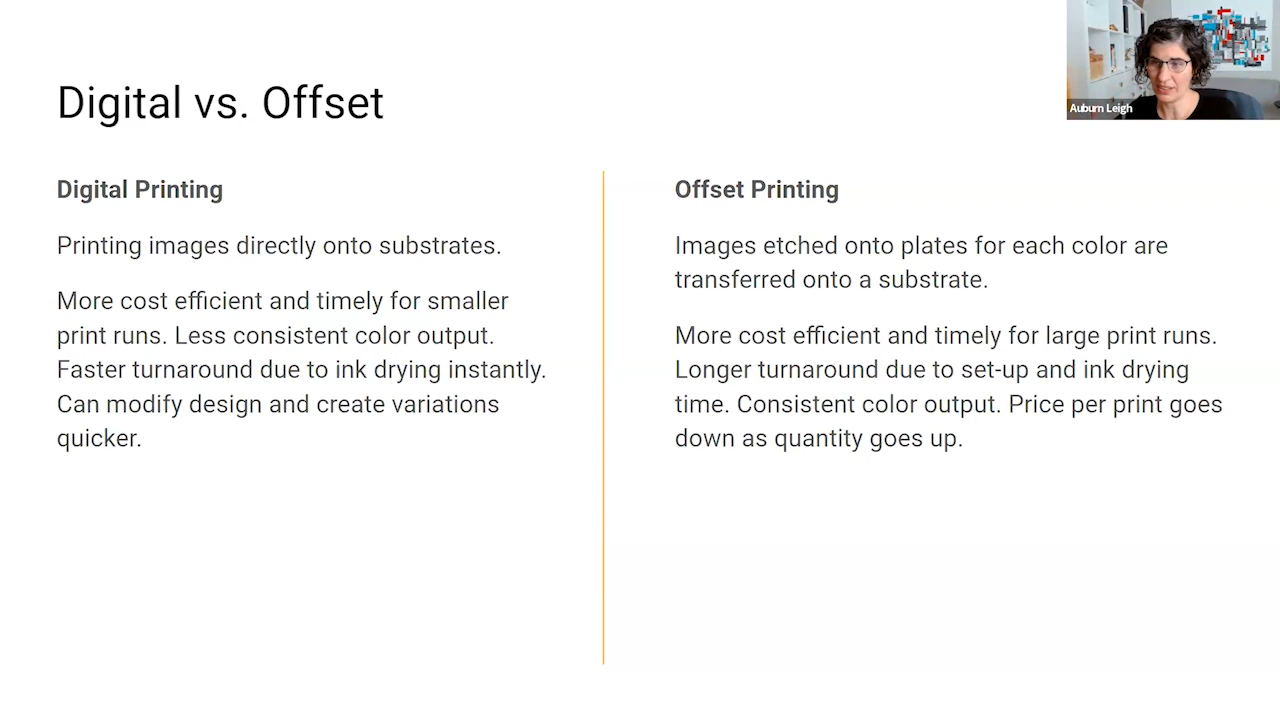 Digital vs. Offset
Auburn Leigh
Digital Printing
Printing images directly onto substrates.
More cost efficient and timely for smaller
print runs. Less consistent color output.
Faster turnaround due to ink drying instantly.
Can modify design and create variations
quicker.
Offset Printing
Images etched onto plates for each color are
transferred onto a substrate.
More cost efficient and timely for large print runs.
Longer turnaround due to set-up and ink drying
time. Consistent color output. Price per print goes
down as quantity goes up.